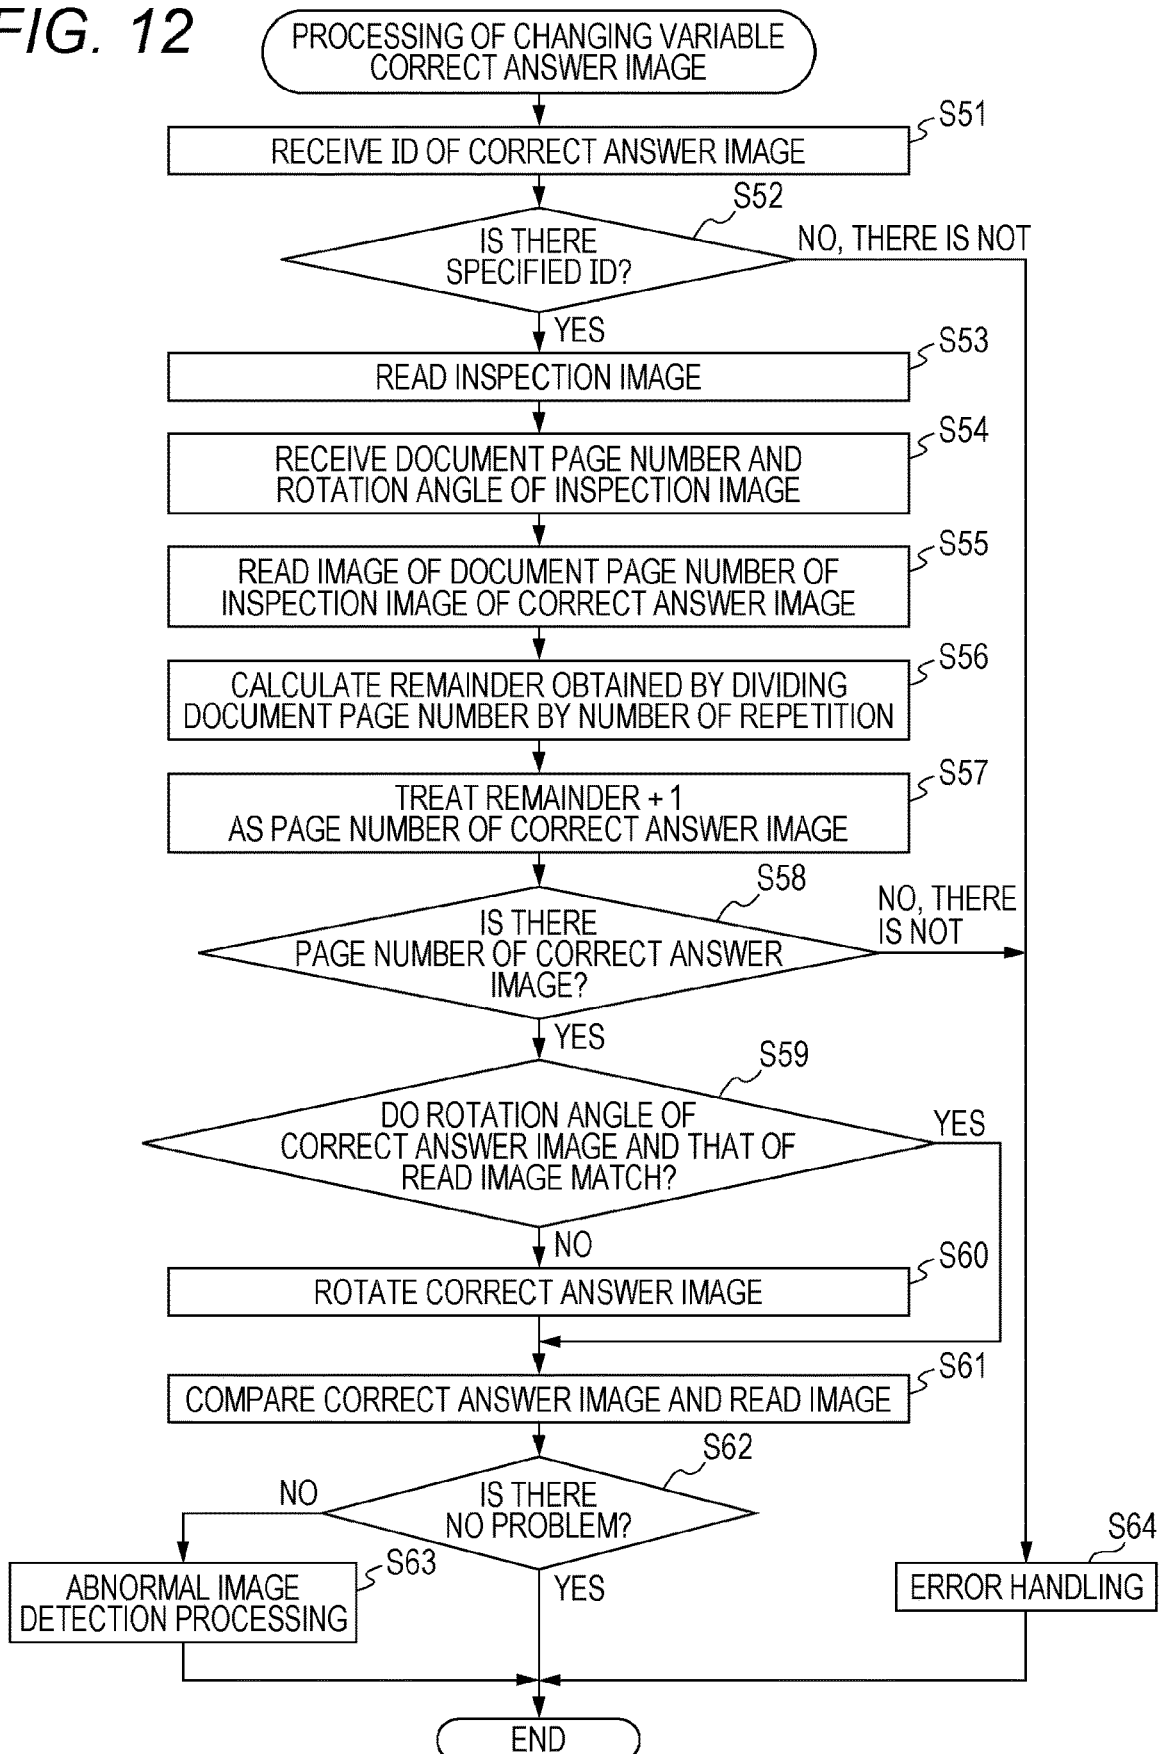 FIG. 12
PROCESSING OF CHANGING VARIABLE
CORRECT ANSWER IMAGE
S51
RECEIVE ID OF CORRECT ANSWER IMAGE
S52
IS THERE
SPECIFIED ID?
NO, THERE IS NOT
YES
S53
READ INSPECTION IMAGE
S54
RECEIVE DOCUMENT PAGE NUMBER AND
ROTATION ANGLE OF INSPECTION IMAGE
S55
READ IMAGE OF DOCUMENT PAGE NUMBER OF
INSPECTION IMAGE OF CORRECT ANSWER IMAGE
S56
CALCULATE REMAINDER OBTAINED BY DIVIDING
DOCUMENT PAGE NUMBER BY NUMBER OF REPETITION
S57
TREAT REMAINDER + 1
AS PAGE NUMBER OF CORRECT ANSWER IMAGE
S58
IS THERE
PAGE NUMBER OF CORRECT ANSWER
IMAGE?
NO, THERE
IS NOT
YES
S59
DO ROTATION ANGLE OF
CORRECT ANSWER IMAGE AND THAT OF
READ IMAGE MATCH?
YES
NO
S60
ROTATE CORRECT ANSWER IMAGE
S61
COMPARE CORRECT ANSWER IMAGE AND READ IMAGE
S62
IS THERE
NO PROBLEM?
NO
YES
S63
ABNORMAL IMAGE
DETECTION PROCESSING
S64
ERROR HANDLING
END